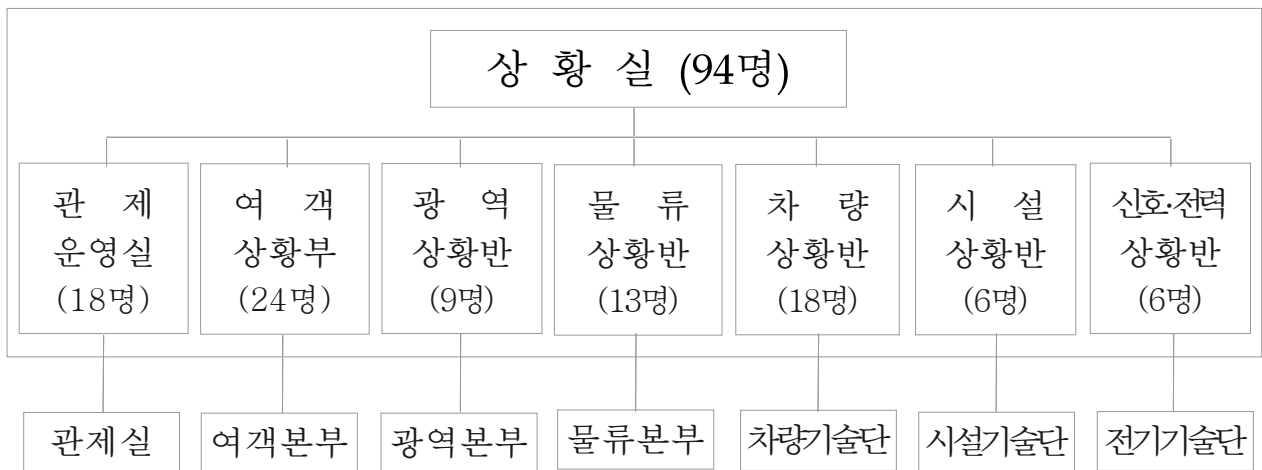 상 황 실 (94명)
관 제
운영실
(18명)
여 객
상황부
(24명)
광 역
상황반
(9명)
물 류
상황반
(13명)
차 량
상황반
(18명)
시 설
상황반
(6명)
신호·전력
상황반
(6명)
관제실
여객본부
광역본부
물류본부
차량기술단
시설기술단
전기기술단